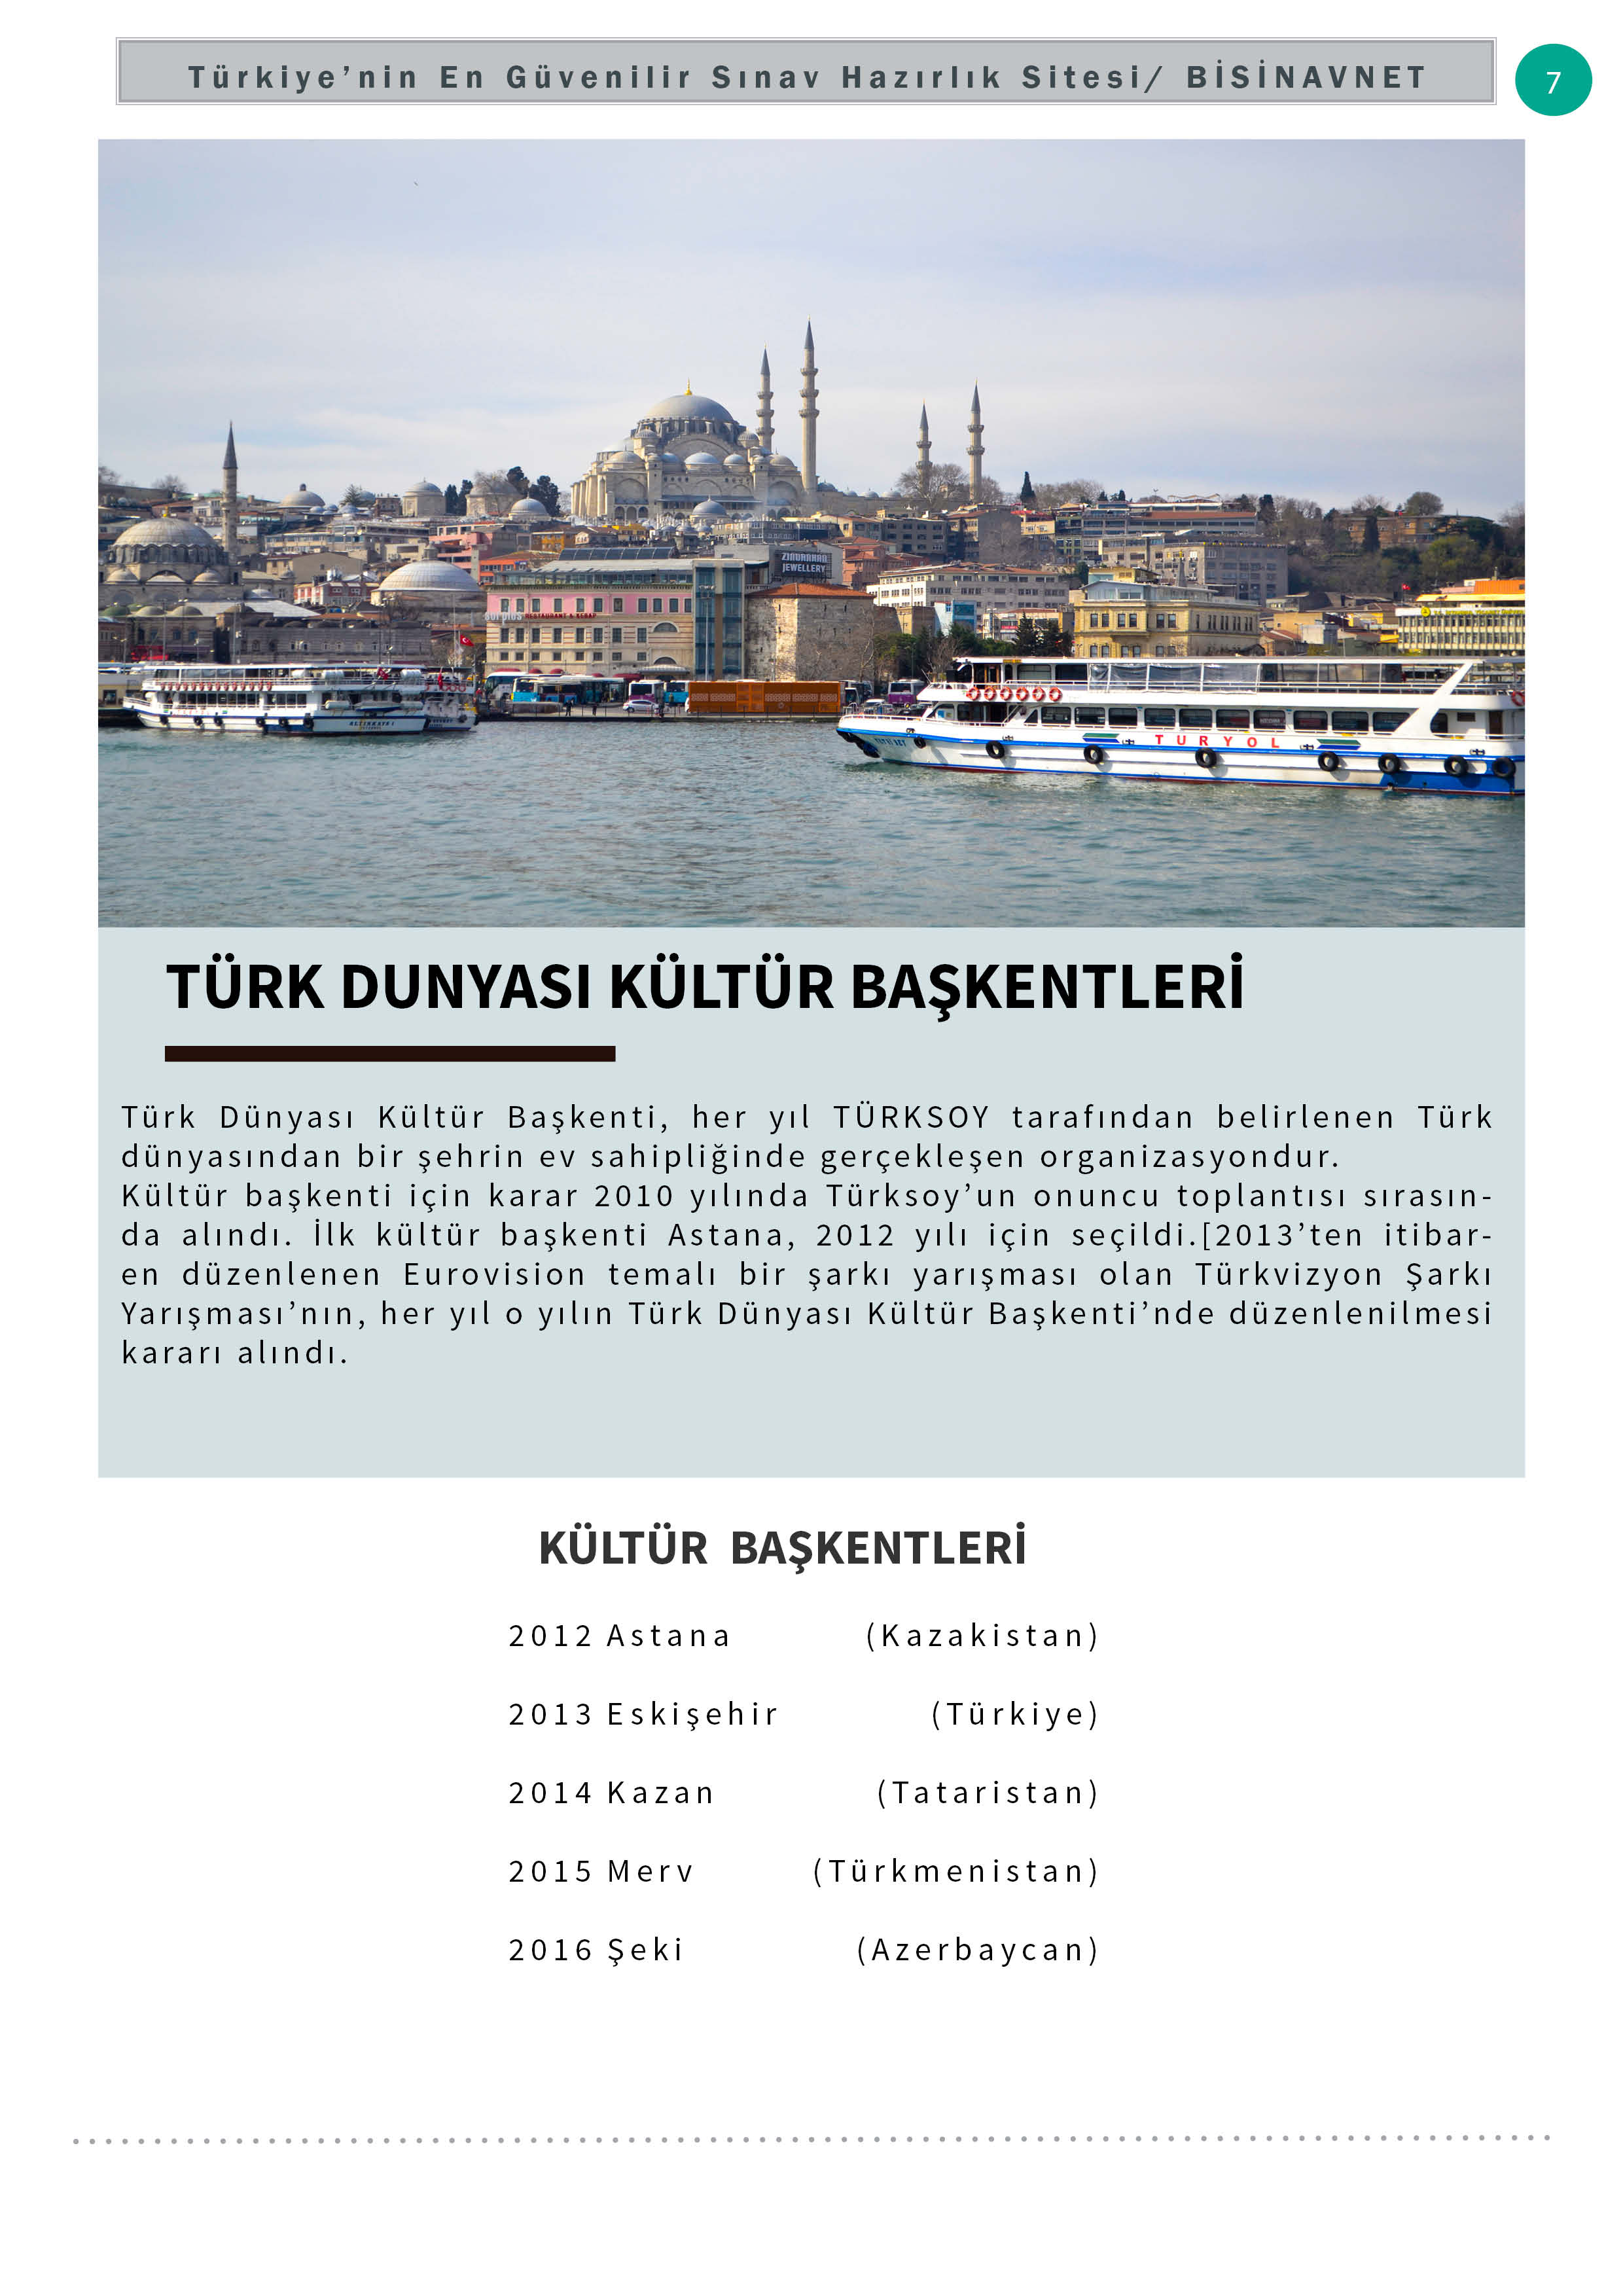 Türkiye’nin En Güvenilir Sınav Hazırlık Sitesi/ BİSİNAVNET
7
ZINDANHAN
JEWELLERY
RESTAURANT & KEBAP
TURYOL
TÜRK DUNYASI KÜLTÜR BAŞKENTLERİ
Türk Dünyası Kültür Başkenti, her yıl TÜRKSOY tarafından belirlenen Türk
dünyasından bir şehrin ev sahipliğinde gerçekleşen organizasyondur.
Kültür başkenti için karar 2010 yılında Türksoy’un onuncu toplantısı sırasın-
da alındı. İlk kültür başkenti Astana, 2012 yılı için seçildi.[2013’ten itibar-
en düzenlenen Eurovision temalı bir şarkı yarışması olan Türkvizyon Şarkı
Yarışması’nın, her yıl o yılın Türk Dünyası Kültür Başkenti’nde düzenlenilmesi
kararı alındı.
KÜLTÜR BAŞKENTLERİ
2012 Astana (Kazakistan)
2013 Eskişehir (Türkiye)
2014 Kazan (Tataristan)
2015 Merv (Türkmenistan)
2016 Şeki (Azerbaycan)